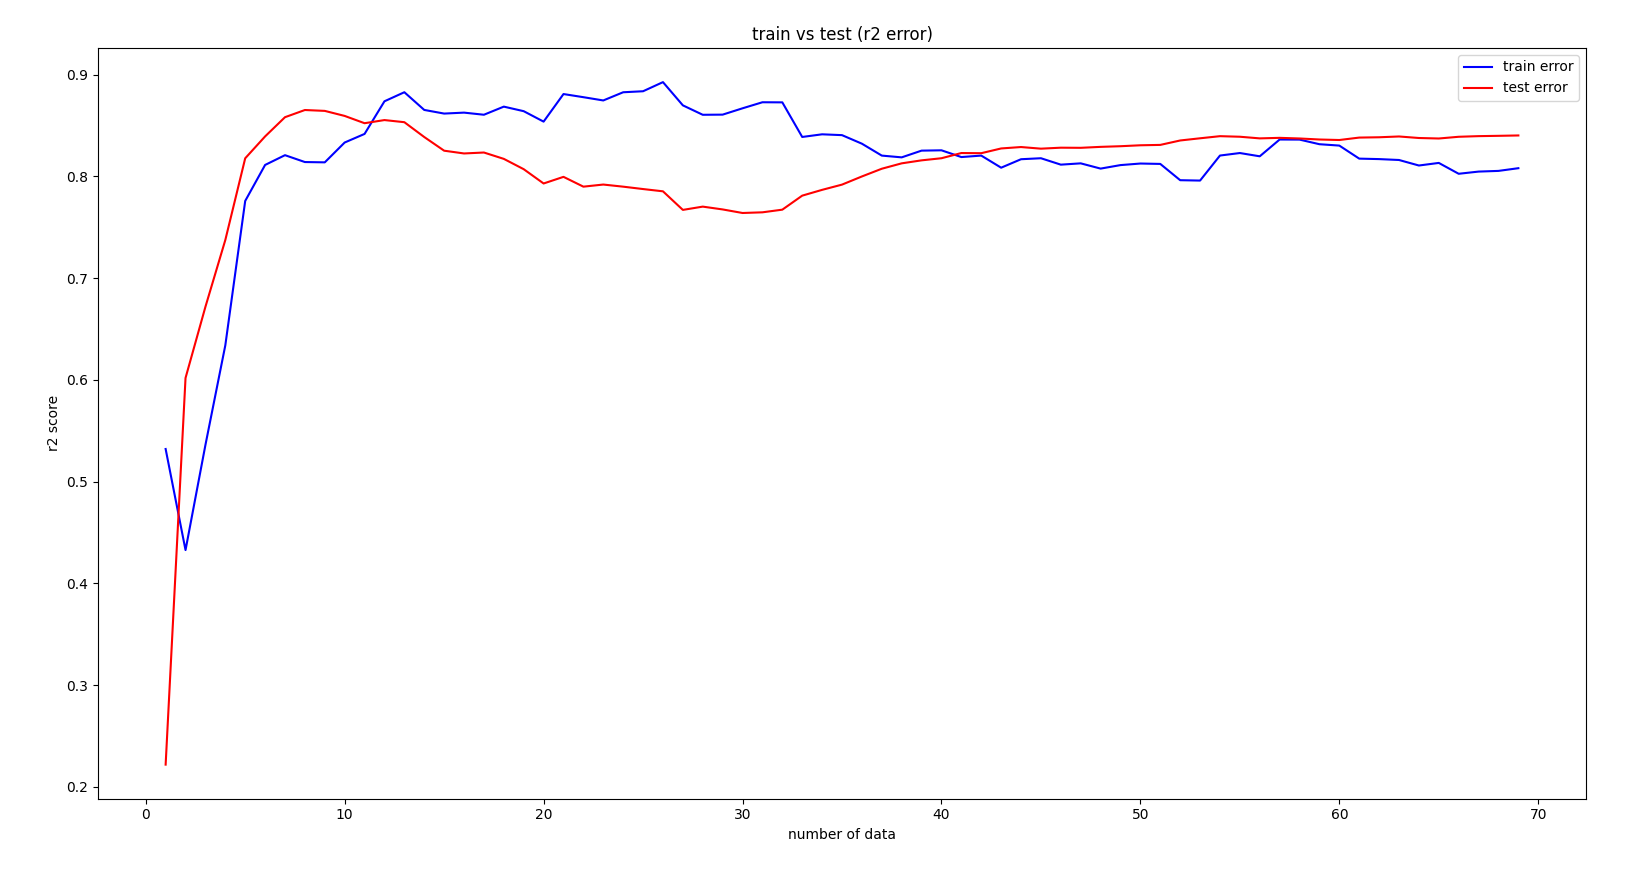 train vs test (r2 error)
train error
test error
0.9
0.8
0.7
0.6
0.5
0.4
0.3
0.2
r2 score
0 10 20 30 40 50 60 70
number of data